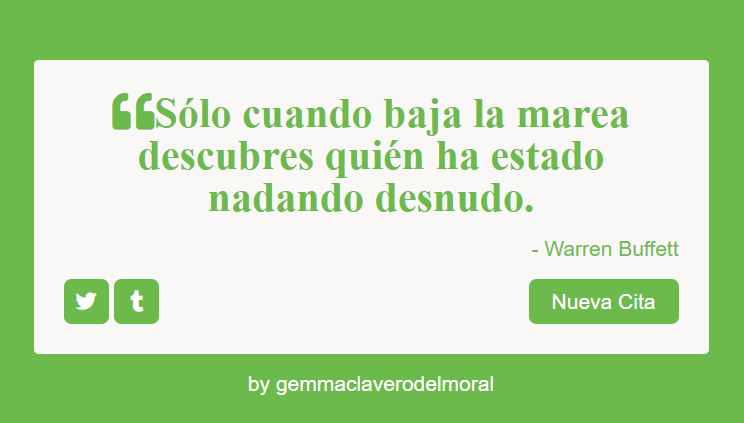 “Sólo cuando baja la marea
descubres quién ha estado
nadando desnudo.
- Warren Buffett
Nueva Cita
by gemmaclaverodelmoral